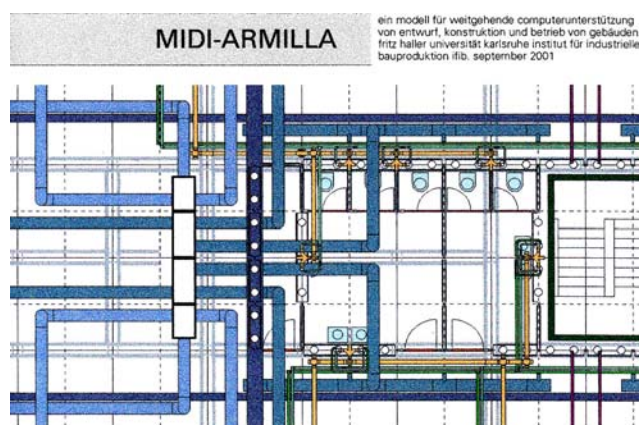 MIDI-ARMILLA
ein modell für weitgehende computerunterstützung
von entwurf, konstruktion und betrieb von gebäuden
fritz haller universität karlsruhe institut für industrielle
bauproduktion ifib. september 2001